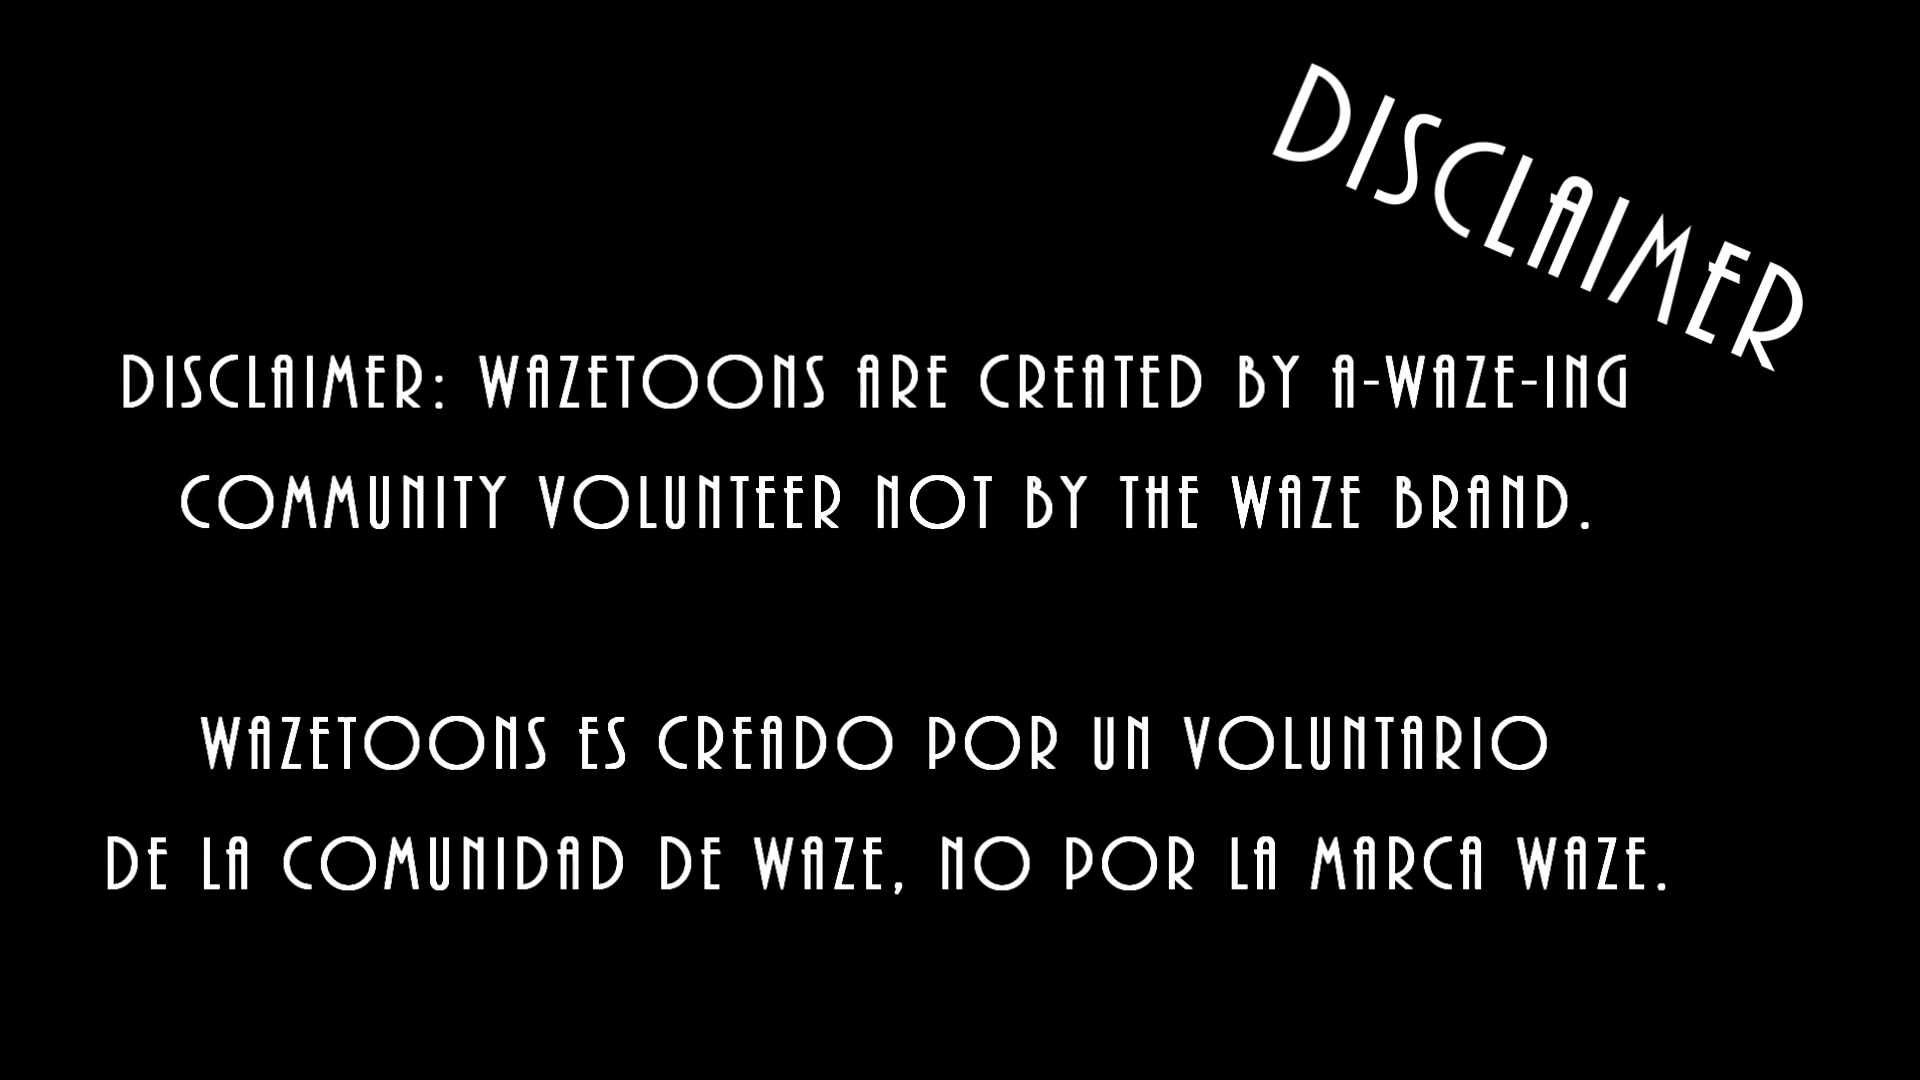 DISCLAIMER
DISCLAIMER: WAZETOONS ARE CREATED BY A-WAZE-ING
COMMUNITY VOLUNTEER NOT BY THE WAZE BRAND.
WAZETOONS ES CREADO POR UN VOLUNTARIO
DE LA COMUNIDAD DE WAZE, NO POR LA MARCA WAZE.